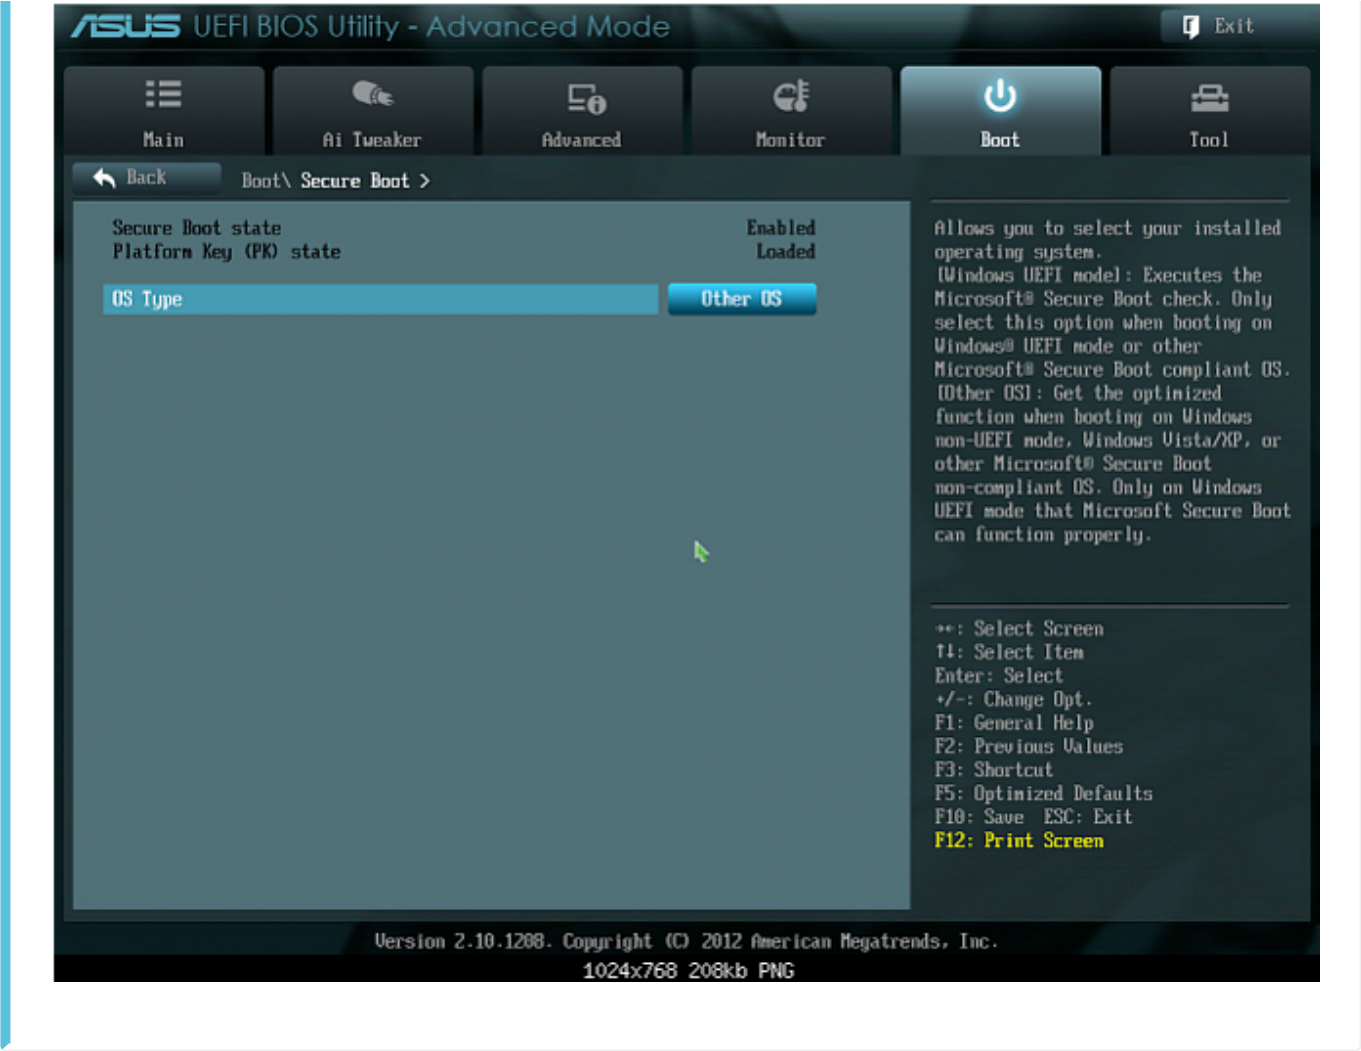 ASUS UEFI BIOS Utility - Advanced Mode
Exit
Main
Ai Tweaker
Advanced
Monitor
Boot
Tool
Back
Boot\ Secure Boot >
Secure Boot state Enabled
Platform Key (PK) state Loaded
OS Type Other OS
Allows you to select your installed
operating system.
[Windows UEFI mode]: Executes the
Microsoft® Secure Boot check. Only
select this option when booting on
Windows® UEFI mode or other
Microsoft® Secure Boot compliant OS.
[Other OS]: Get the optimized
function when booting on Windows
non-UEFI mode, Windows Vista/XP, or
other Microsoft® Secure Boot
non-compliant OS. Only on Windows
UEFI mode that Microsoft Secure Boot
can function properly.
→←: Select Screen
↑↓: Select Item
Enter: Select
+/-: Change Opt.
F1: General Help
F2: Previous Values
F3: Shortcut
F5: Optimized Defaults
F10: Save ESC: Exit
F12: Print Screen
Version 2.10.1208. Copyright (C) 2012 American Megatrends, Inc.
1024x768 208kb PNG